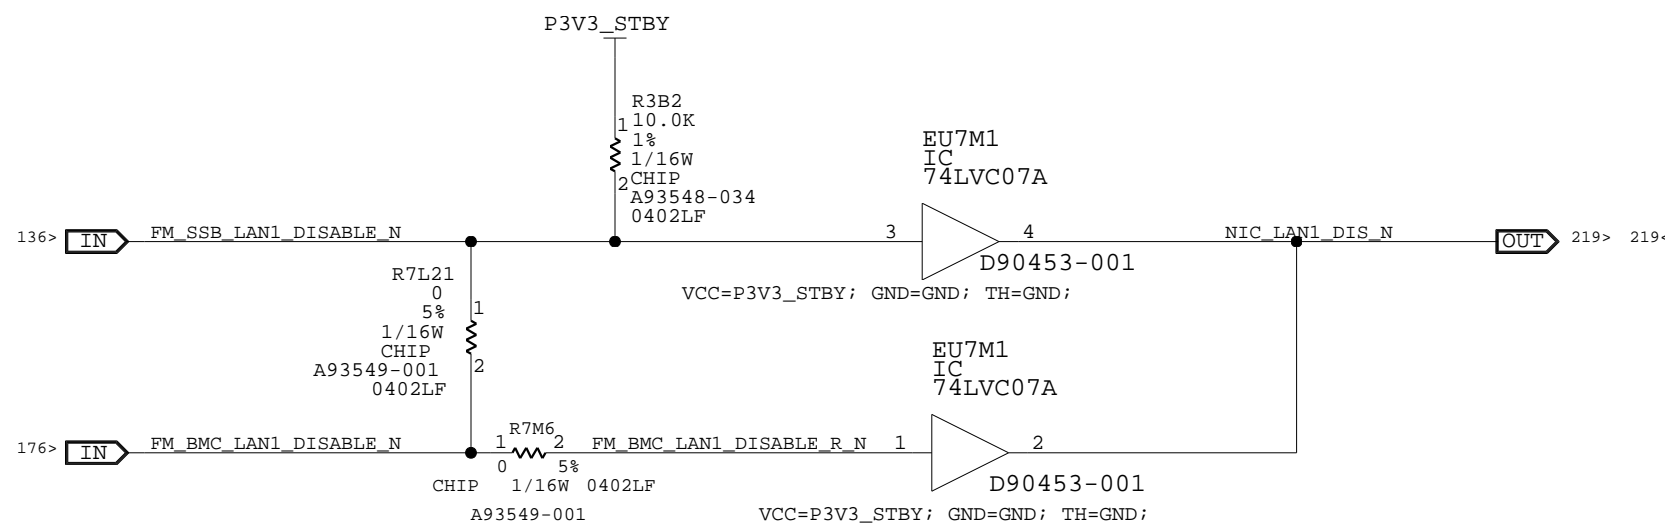 P3V3_STBY
R3B2
1 10.0K
1%
1/16W
2 CHIP
A93548-034
0402LF
EU7M1
IC
74LVC07A
136> IN FM_SSB_LAN1_DISABLE_N
3
4
NIC_LAN1_DIS_N
OUT 219> 219<
D90453-001
VCC=P3V3_STBY; GND=GND; TH=GND;
R7L21
0
5%
1
1/16W
CHIP
A93549-001
2
0402LF
EU7M1
IC
74LVC07A
176> IN FM_BMC_LAN1_DISABLE_N
R7M6
1 2
FM_BMC_LAN1_DISABLE_R_N
1
2
0 5%
CHIP 1/16W 0402LF
A93549-001
D90453-001
VCC=P3V3_STBY; GND=GND; TH=GND;